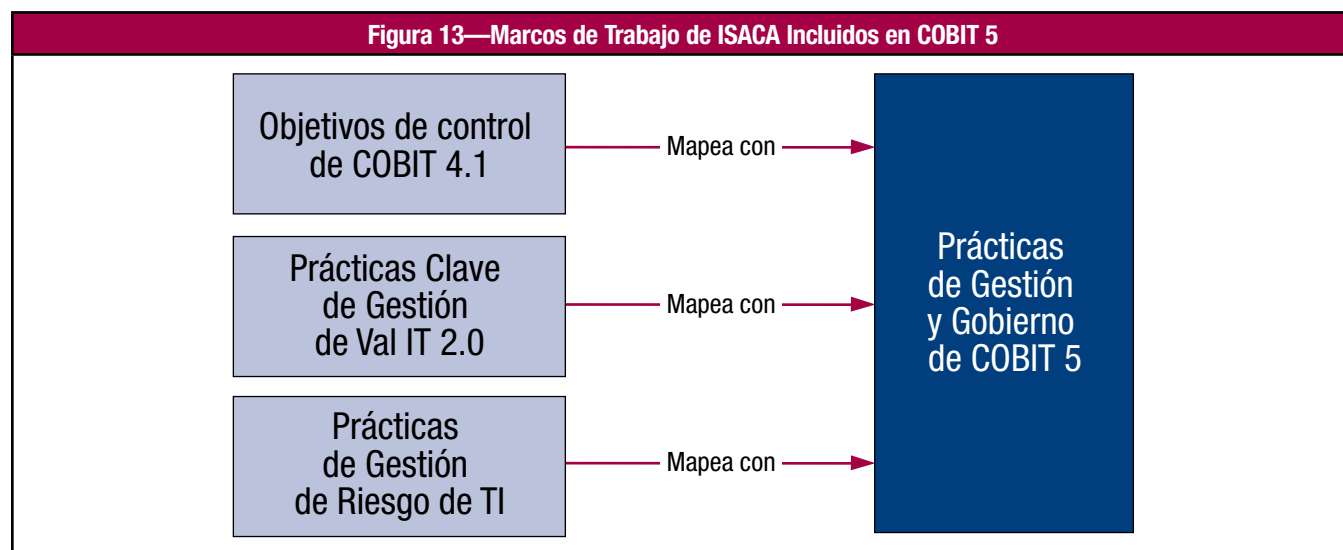 Figura 13—Marcos de Trabajo de ISACA Incluidos en COBIT 5
Objetivos de control
de COBIT 4.1
Mapea con
Prácticas Clave
de Gestión
de Val IT 2.0
Mapea con
Prácticas
de Gestión
de Riesgo de TI
Mapea con
Prácticas
de Gestión
y Gobierno
de COBIT 5